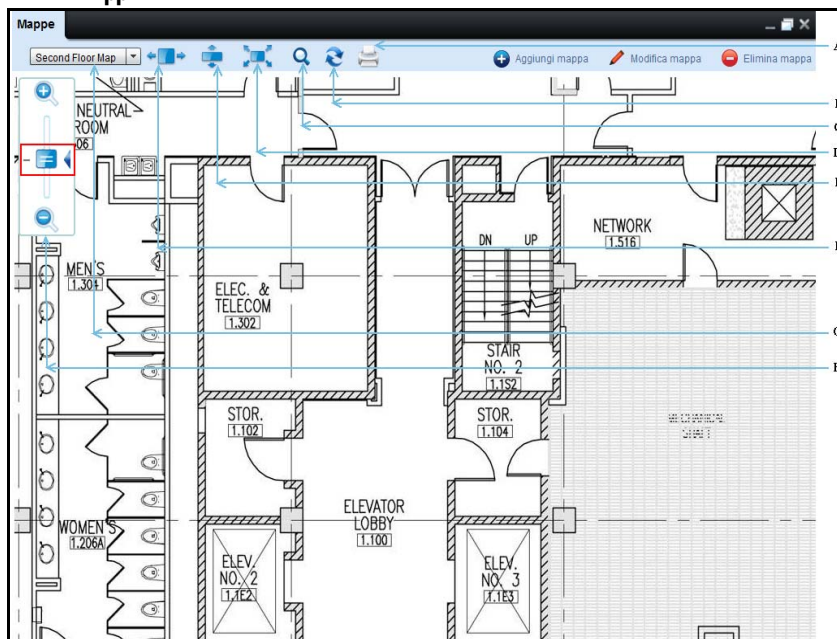 Mappe
Second Floor Map
Aggiungi mappa
Modifica mappa
Elimina mappa
NEUTRAL
ROOM
MEN'S
1.304
ELEC. &
TELECOM
1.302
DN UP
NETWORK
1.516
STAIR
NO. 2
1.1S2
STOR.
1.102
STOR.
1.104
MECHANICAL
SHAFT
ELEVATOR
LOBBY
1.100
WOMEN'S
1.206A
ELEV.
NO. 2
1.1E2
ELEV.
NO. 3
1.1E3